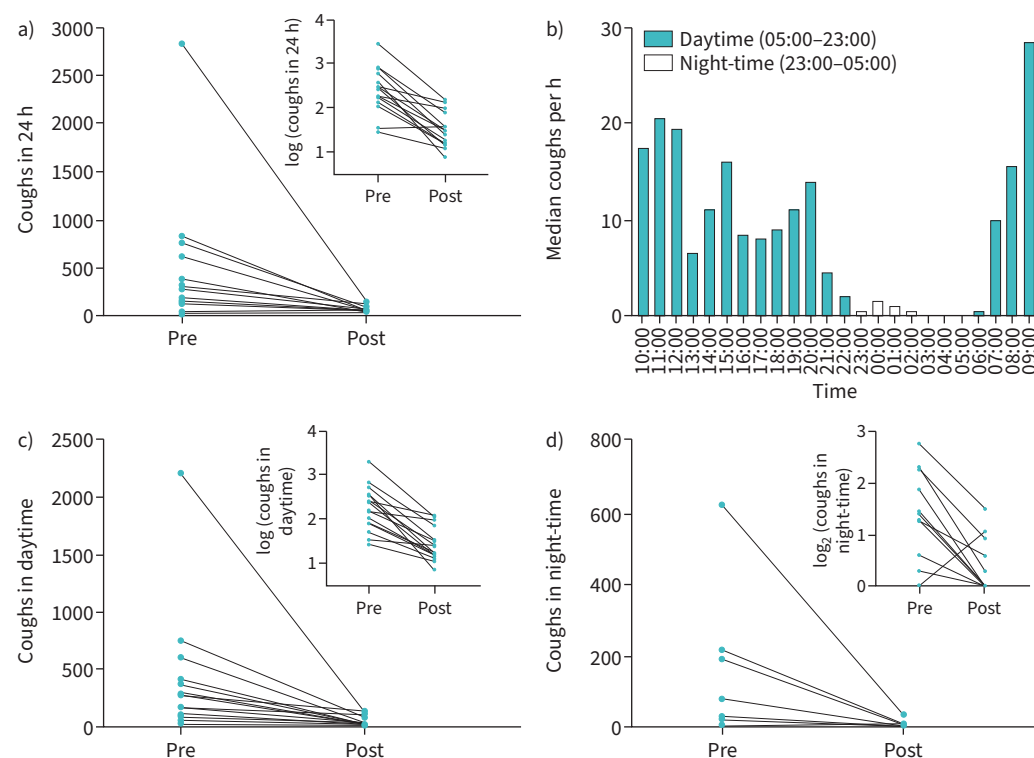 a)
3000
2500
2000
1500
1000
500
0
Coughs in 24 h
Pre
Post
4
3
2
1
log (coughs in 24 h)
Pre
Post
b)
30
20
10
0
Median coughs per h
Daytime (05:00–23:00)
Night-time (23:00–05:00)
10:00
11:00
12:00
13:00
14:00
15:00
16:00
17:00
18:00
19:00
20:00
21:00
22:00
23:00
00:00
01:00
02:00
03:00
04:00
05:00
06:00
07:00
08:00
09:00
Time
c)
2500
2000
1500
1000
500
0
Coughs in daytime
Pre
Post
4
3
2
1
log (coughs in
daytime)
Pre
Post
d)
800
600
400
200
0
Coughs in night-time
Pre
Post
3
2
1
0
log2 (coughs in
night-time)
Pre
Post